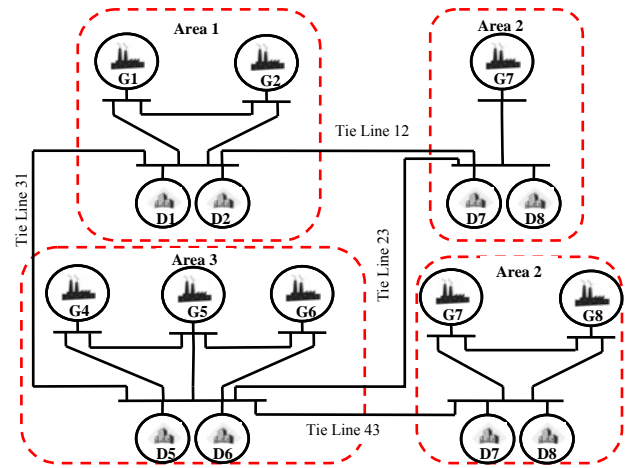 Area 1
G1
G2
D1
D2
Tie Line 12
Area 2
G7
D7
D8
Tie Line 31
Tie Line 23
Area 3
G4
G5
G6
D5
D6
Tie Line 43
Area 2
G7
G8
D7
D8